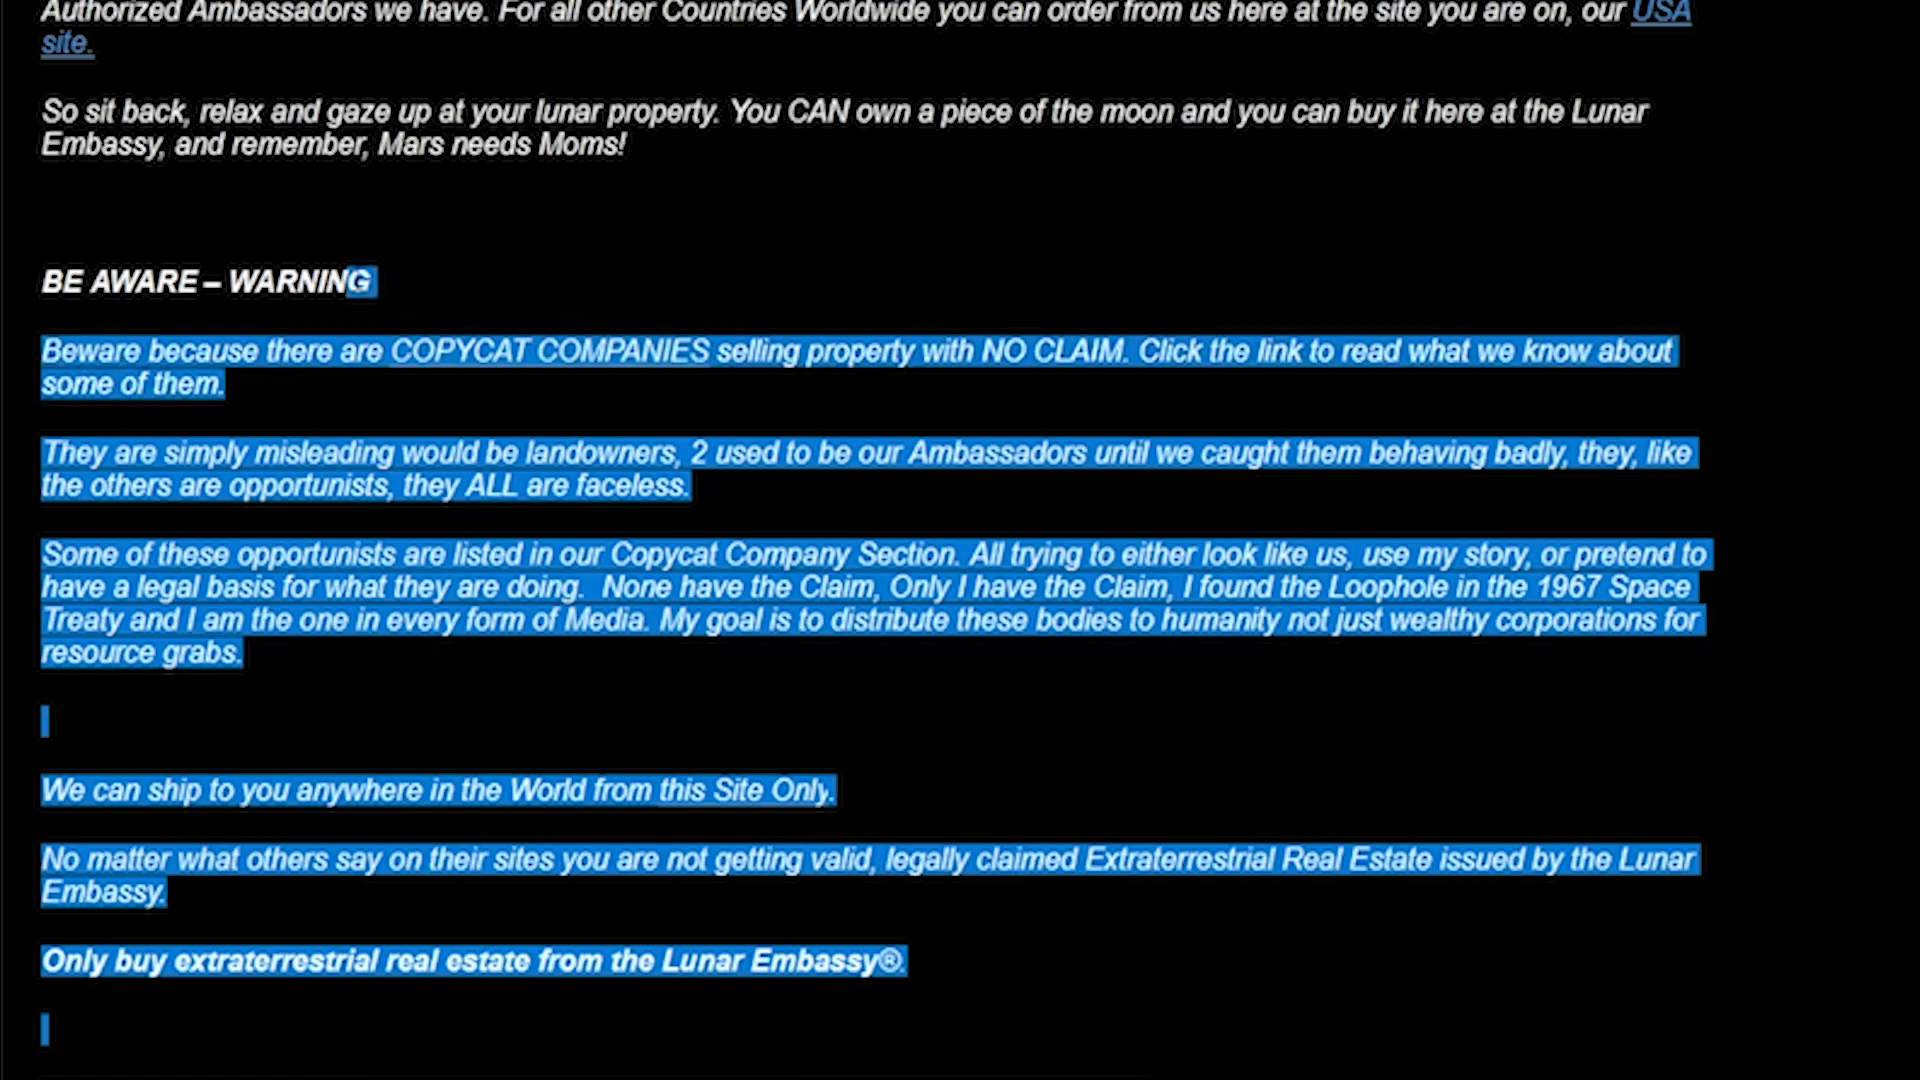 Authorized Ambassadors we have. For all other Countries Worldwide you can order from us here at the site you are on, our USA
site.
So sit back, relax and gaze up at your lunar property. You CAN own a piece of the moon and you can buy it here at the Lunar
Embassy, and remember, Mars needs Moms!
BE AWARE – WARNING
Beware because there are COPYCAT COMPANIES selling property with NO CLAIM. Click the link to read what we know about
some of them.
They are simply misleading would be landowners, 2 used to be our Ambassadors until we caught them behaving badly, they, like
the others are opportunists, they ALL are faceless.
Some of these opportunists are listed in our Copycat Company Section. All trying to either look like us, use my story, or pretend to
have a legal basis for what they are doing.  None have the Claim, Only I have the Claim, I found the Loophole in the 1967 Space
Treaty and I am the one in every form of Media. My goal is to distribute these bodies to humanity not just wealthy corporations for
resource grabs.
We can ship to you anywhere in the World from this Site Only.
No matter what others say on their sites you are not getting valid, legally claimed Extraterrestrial Real Estate issued by the Lunar
Embassy.
Only buy extraterrestrial real estate from the Lunar Embassy®.